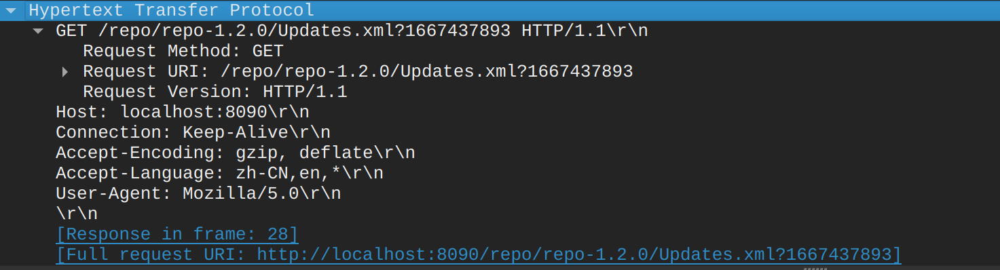 Hypertext Transfer Protocol
GET /repo/repo-1.2.0/Updates.xml?1667437893 HTTP/1.1\r\n
Request Method: GET
Request URI: /repo/repo-1.2.0/Updates.xml?1667437893
Request Version: HTTP/1.1
Host: localhost:8090\r\n
Connection: Keep-Alive\r\n
Accept-Encoding: gzip, deflate\r\n
Accept-Language: zh-CN,en,*\r\n
User-Agent: Mozilla/5.0\r\n
\r\n
[Response in frame: 28]
[Full request URI: http://localhost:8090/repo/repo-1.2.0/Updates.xml?1667437893]